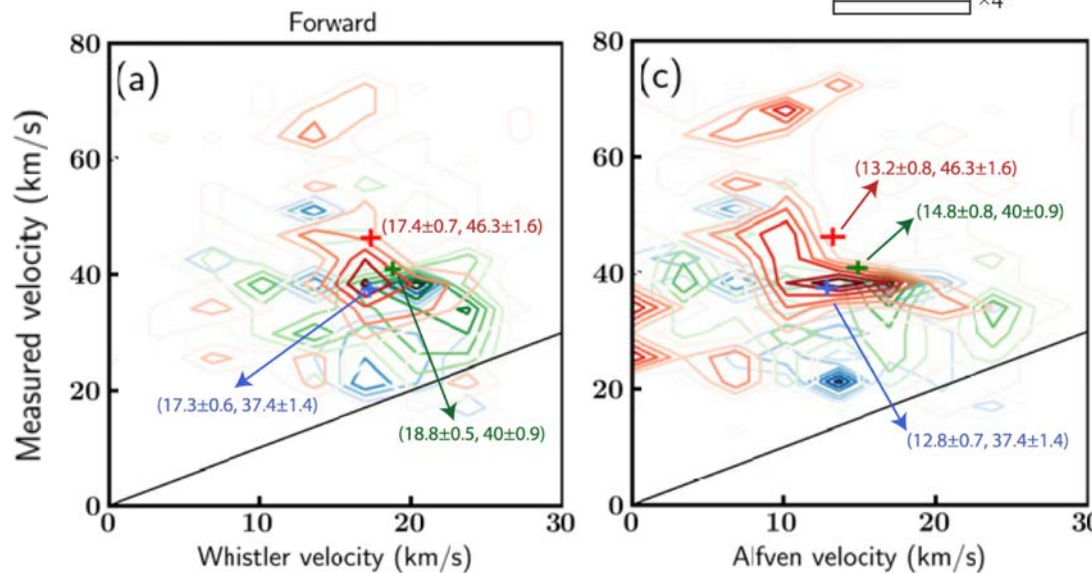 ×4
Forward
(a)
(c)
Measured velocity (km/s)
80
60
40
20
0
80
60
40
20
0
(17.4±0.7, 46.3±1.6)
(17.3±0.6, 37.4±1.4)
(18.8±0.5, 40±0.9)
(13.2±0.8, 46.3±1.6)
(14.8±0.8, 40±0.9)
(12.8±0.7, 37.4±1.4)
0 10 20 30
0 10 20 30
Whistler velocity (km/s)
Alfven velocity (km/s)